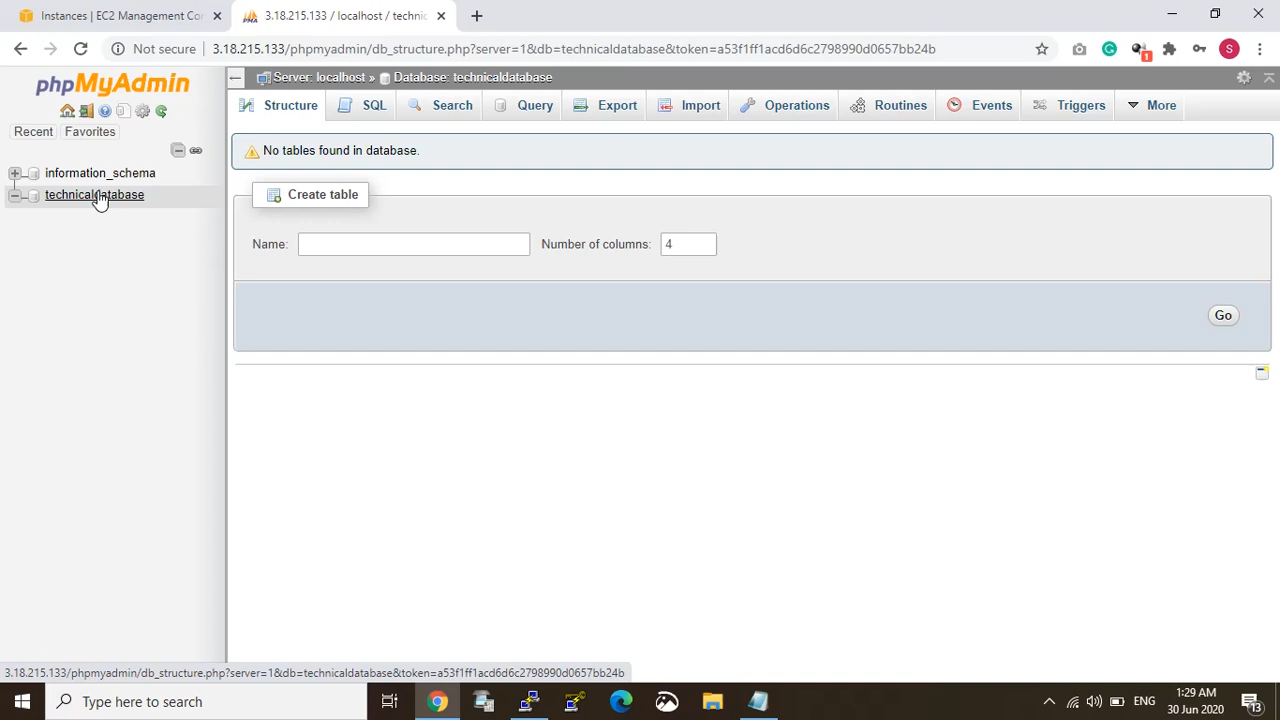 Instances | EC2 Management Con
3.18.215.133 / localhost / technic
Not secure
3.18.215.133/phpmyadmin/db_structure.php?server=1&db=technicaldatabase&token=a53f1ff1acd6d6c2798990d0657bb24b
1
S
phpMyAdmin
Recent
Favorites
information_schema
technicaldatabase
Server: localhost » Database: technicaldatabase
Structure
SQL
Search
Query
Export
Import
Operations
Routines
Events
Triggers
More
No tables found in database.
Create table
Name:
Number of columns: 4
Go
3.18.215.133/phpmyadmin/db_structure.php?server=1&db=technicaldatabase&token=a53f1ff1acd6d6c2798990d0657bb24b
Type here to search
ENG
1:29 AM
30 Jun 2020
13